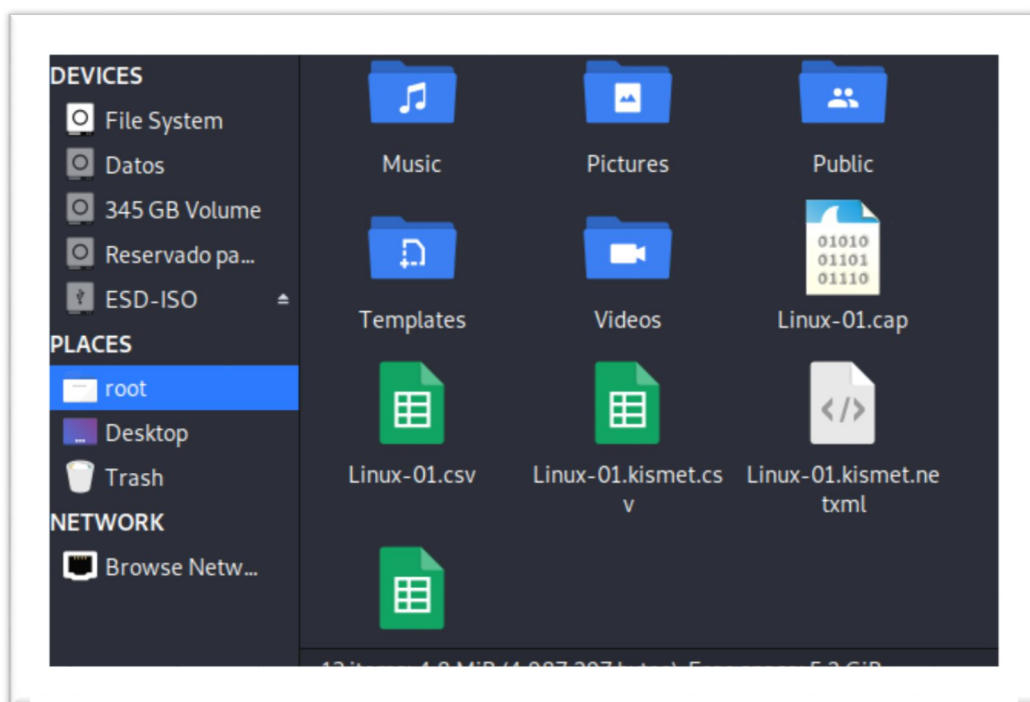 DEVICES
File System
Datos
345 GB Volume
Reservado pa...
ESD-ISO
PLACES
root
Desktop
Trash
NETWORK
Browse Netw...
Music
Pictures
Public
Templates
Videos
01010
01101
01110
Linux-01.cap
Linux-01.csv
Linux-01.kismet.cs
v
Linux-01.kismet.ne
txml